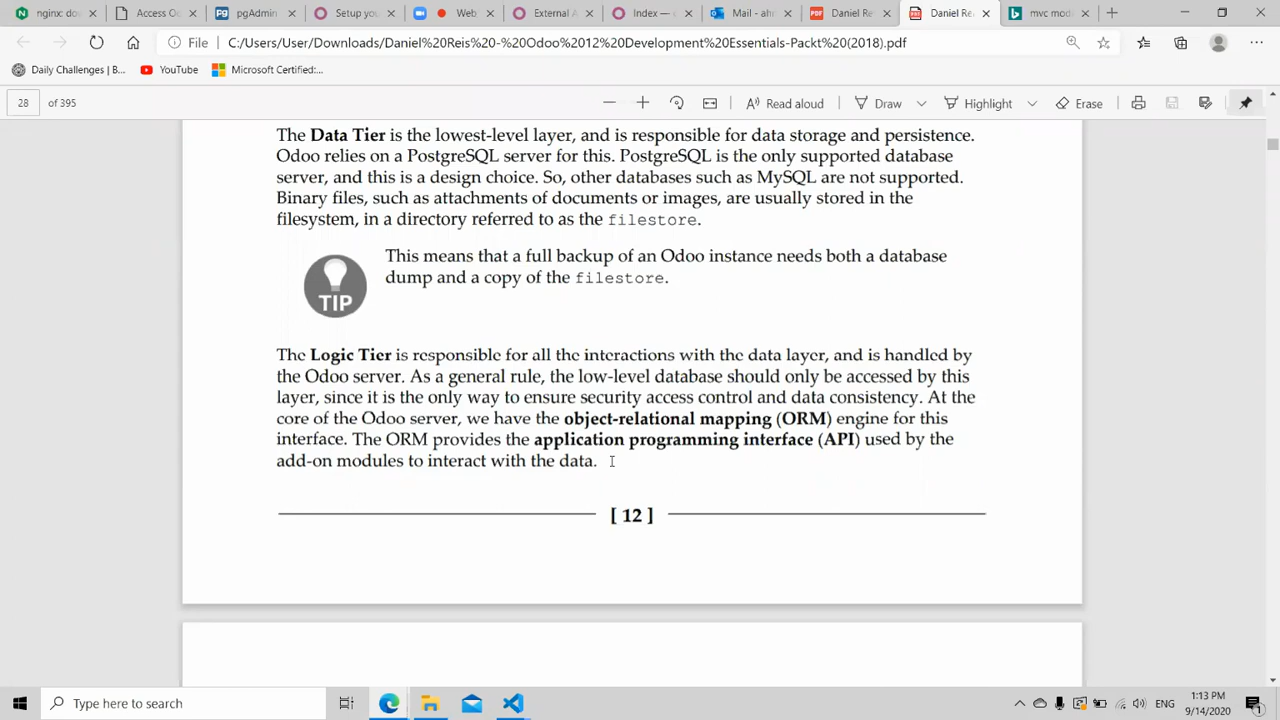 nginx dow
Access Od
pgAdmin
Setup you
Web
External A
Index —
Mail - ahm
Daniel Rei
Daniel Rei
mvc mod
File
C:/Users/User/Downloads/Daniel%20Reis%20-%20Odoo%2012%20Development%20Essentials-Packt%20(2018).pdf
Daily Challenges | B...
YouTube
Microsoft Certified:...
28 of 395
Read aloud
Draw
Highlight
Erase
The Data Tier is the lowest-level layer, and is responsible for data storage and persistence.
Odoo relies on a PostgreSQL server for this. PostgreSQL is the only supported database
server, and this is a design choice. So, other databases such as MySQL are not supported.
Binary files, such as attachments of documents or images, are usually stored in the
filesystem, in a directory referred to as the filestore.
TIP
This means that a full backup of an Odoo instance needs both a database
dump and a copy of the filestore.
The Logic Tier is responsible for all the interactions with the data layer, and is handled by
the Odoo server. As a general rule, the low-level database should only be accessed by this
layer, since it is the only way to ensure security access control and data consistency. At the
core of the Odoo server, we have the object-relational mapping (ORM) engine for this
interface. The ORM provides the application programming interface (API) used by the
add-on modules to interact with the data.
[ 12 ]
Type here to search
ENG
1:13 PM
9/14/2020